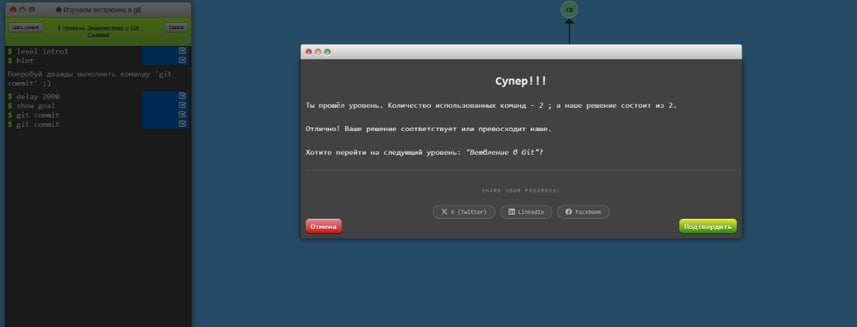 Изучаем ветвление в git
Цель уровня
Уровень Знакомство с Git Commit
Задача
$ level intro1
$ hint
Попробуй дважды выполнить команду 'git
commit' ;)
$ delay 2000
$ show goal
$ git commit
$ git commit
C0
Супер!!!
Ты прошёл уровень. Количество использованных команд - 2 ; а наше решение состоит из 2.
Отлично! Ваше решение соответствует или превосходит наше.
Хотите перейти на следующий уровень: "Ветвление в Git"?
SHARE YOUR PROGRESS!
X (Twitter)
LinkedIn
Facebook
Отмена
Подтвердить